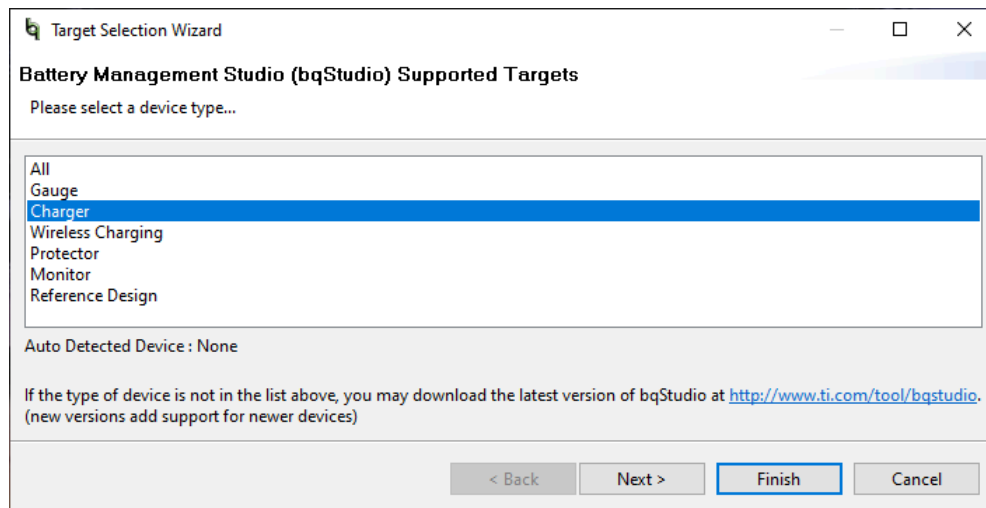 Target Selection Wizard
Battery Management Studio (bqStudio) Supported Targets
Please select a device type...
All
Gauge
Charger
Wireless Charging
Protector
Monitor
Reference Design
Auto Detected Device : None
If the type of device is not in the list above, you may download the latest version of bqStudio at http://www.ti.com/tool/bqstudio.
(new versions add support for newer devices)
< Back Next > Finish Cancel